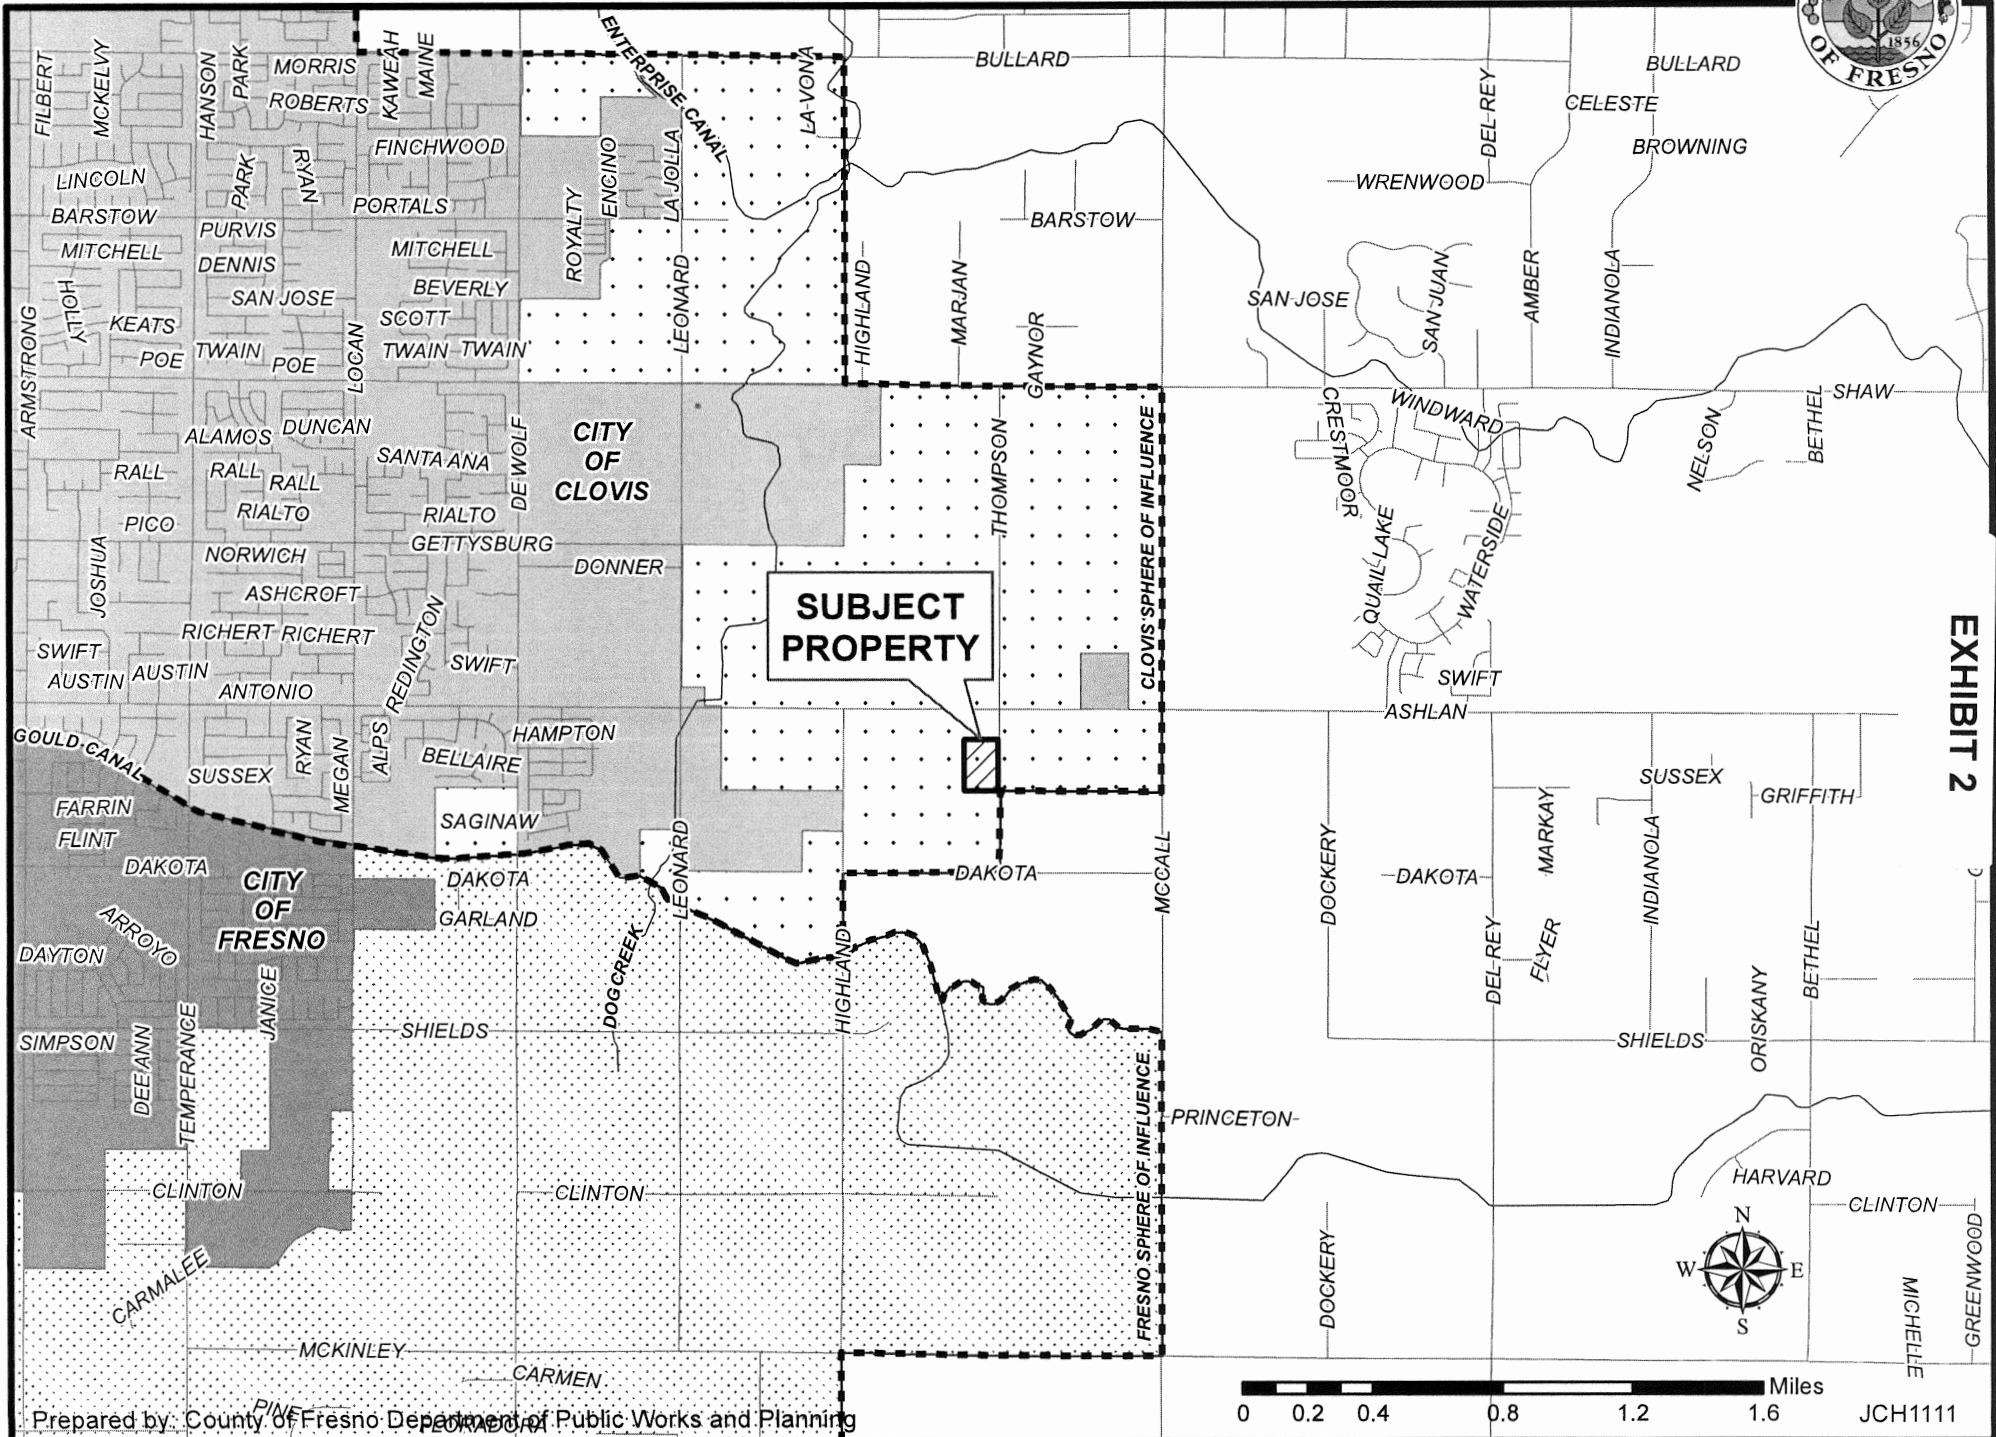 1856
OF FRESNO
ENTERPRISE CANAL
BULLARD
BULLARD
FILBERT
MCKELVY
HANSON
PARK
MORRIS
ROBERTS
KAWEAH
MAINE
LA VONA
DEL REY
CELESTE
BROWNING
FINCHWOOD
LINCOLN
PARK
RYAN
PORTALS
ROYALTY
ENCINO
LA JOLLA
WRENWOOD
BARSTOW
PURVIS
BARSTOW
MITCHELL
DENNIS
MITCHELL
HOLLY
SAN JOSE
BEVERLY
LEONARD
HIGHLAND
MARJAN
GAYNOR
SAN JOSE
SAN JUAN
AMBER
INDIANOLA
ARMSTRONG
KEATS
SCOTT
POE
TWAIN
POE
LOCAN
TWAIN
TWAIN
SHAW
ALAMOS
DUNCAN
SANTA ANA
DE WOLF
CITY
OF
CLOVIS
THOMPSON
CLOVIS SPHERE OF INFLUENCE
CRESTMOOR
WINDWARD
NELSON
BETHEL
RALL
RALL
RALL
PICO
RIALTO
RIALTO
NORWICH
GETTYSBURG
DONNER
JOSHUA
ASHCROFT
RICHERT
RICHERT
REDINGTON
QUAIL LAKE
WATERSIDE
SUBJECT
PROPERTY
SWIFT
AUSTIN
AUSTIN
SWIFT
ANTONIO
SWIFT
ASHLAN
EXHIBIT 2
GOULD CANAL
SUSSEX
RYAN
MEGAN
ALPS
BELLAIRE
HAMPTON
SUSSEX
GRIFFITH
FARRIN
FLINT
SAGINAW
LEONARD
DAKOTA
CITY
OF
FRESNO
DAKOTA
GARLAND
DAKOTA
MCCALL
DOCKERY
DAKOTA
MARKAY
INDIANOLA
ARROYO
DAYTON
JANICE
DOG CREEK
HIGHLAND
DEL REY
FLYER
ORISKANY
BETHEL
SIMPSON
DEE ANN
TEMPERANCE
SHIELDS
SHIELDS
FRESNO SPHERE OF INFLUENCE
PRINCETON
HARVARD
CLINTON
CLINTON
CLINTON
CARMALEE
N
W
E
S
DOCKERY
MICHELLE
GREENWOOD
MCKINLEY
CARMEN
PINE
FLORADORA
Prepared by: County of Fresno Department of Public Works and Planning
Miles
0 0.2 0.4 0.8 1.2 1.6
JCH1111